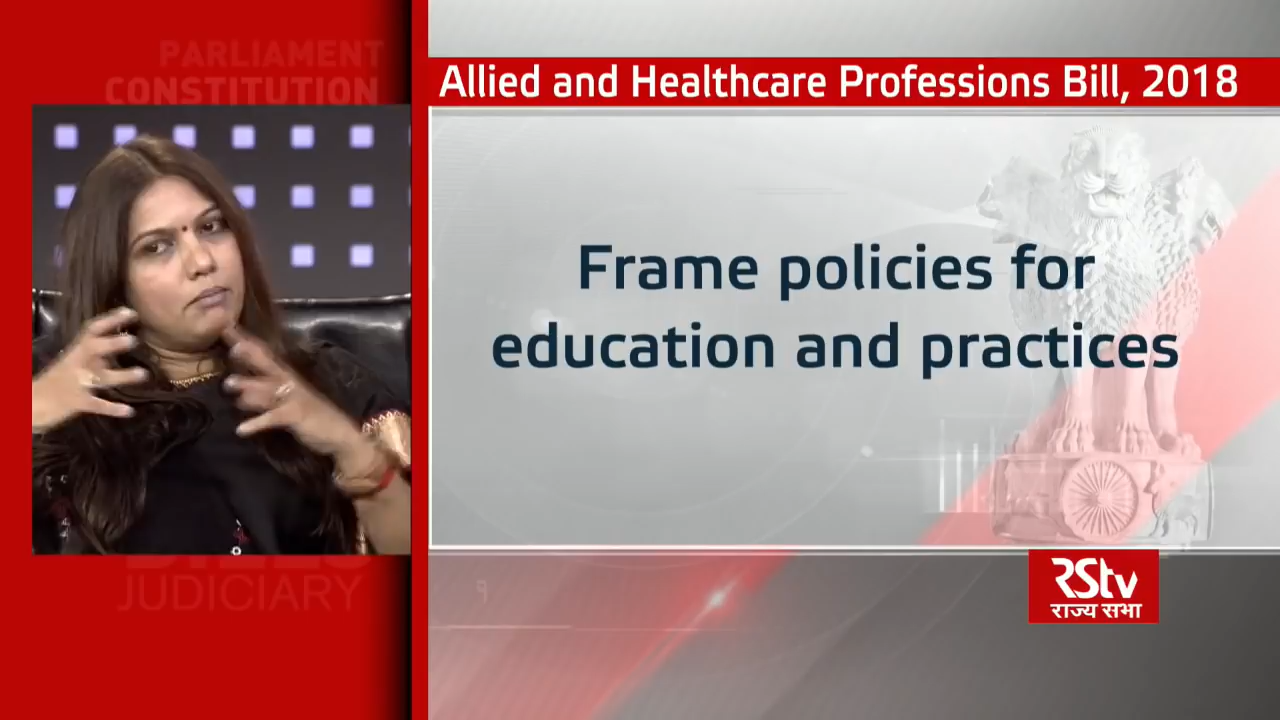 PARLIAMENT
CONSTITUTION
Allied and Healthcare Professions Bill, 2018
Frame policies for
education and practices
JUDICIARY
RStv
राज्य सभा